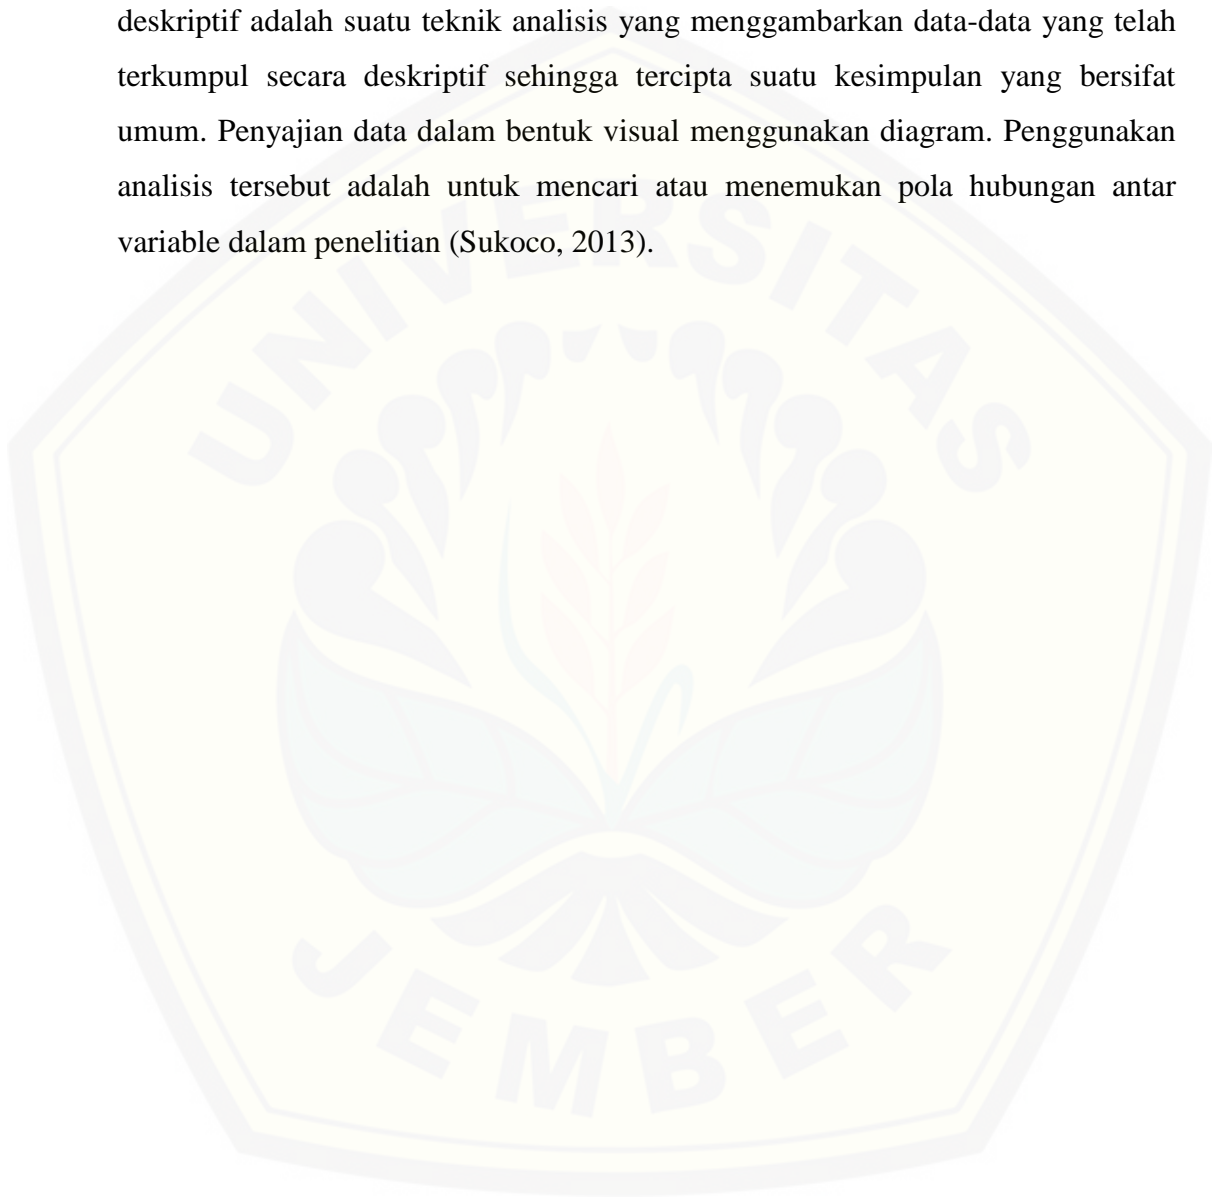 deskriptif adalah suatu teknik analisis yang menggambarkan data-data yang telah
terkumpul secara deskriptif sehingga tercipta suatu kesimpulan yang bersifat
umum. Penyajian data dalam bentuk visual menggunakan diagram. Penggunakan
analisis tersebut adalah untuk mencari atau menemukan pola hubungan antar
variable dalam penelitian (Sukoco, 2013).
UNIVERSITAS
JEMBER